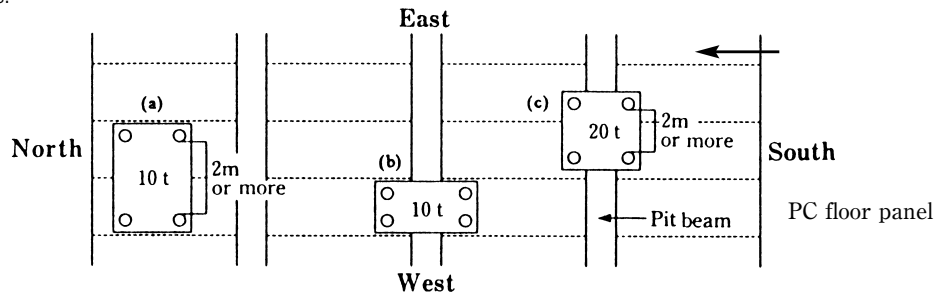 East
(a)
(c)
20 t
2m
or more
North
10 t
2m
or more
(b)
10 t
South
Pit beam
PC floor panel
West